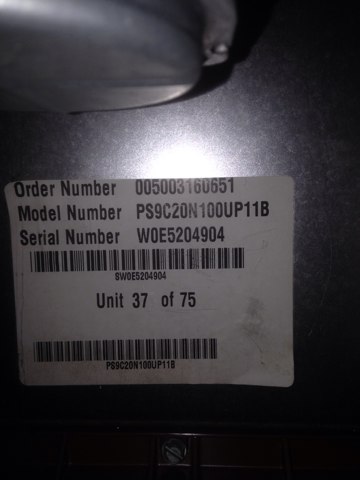 Order Number 005003160651
Model Number PS9C20N100UP11B
Serial Number W0E5204904
SW0E5204904
Unit 37 of 75
PS9C20N100UP11B